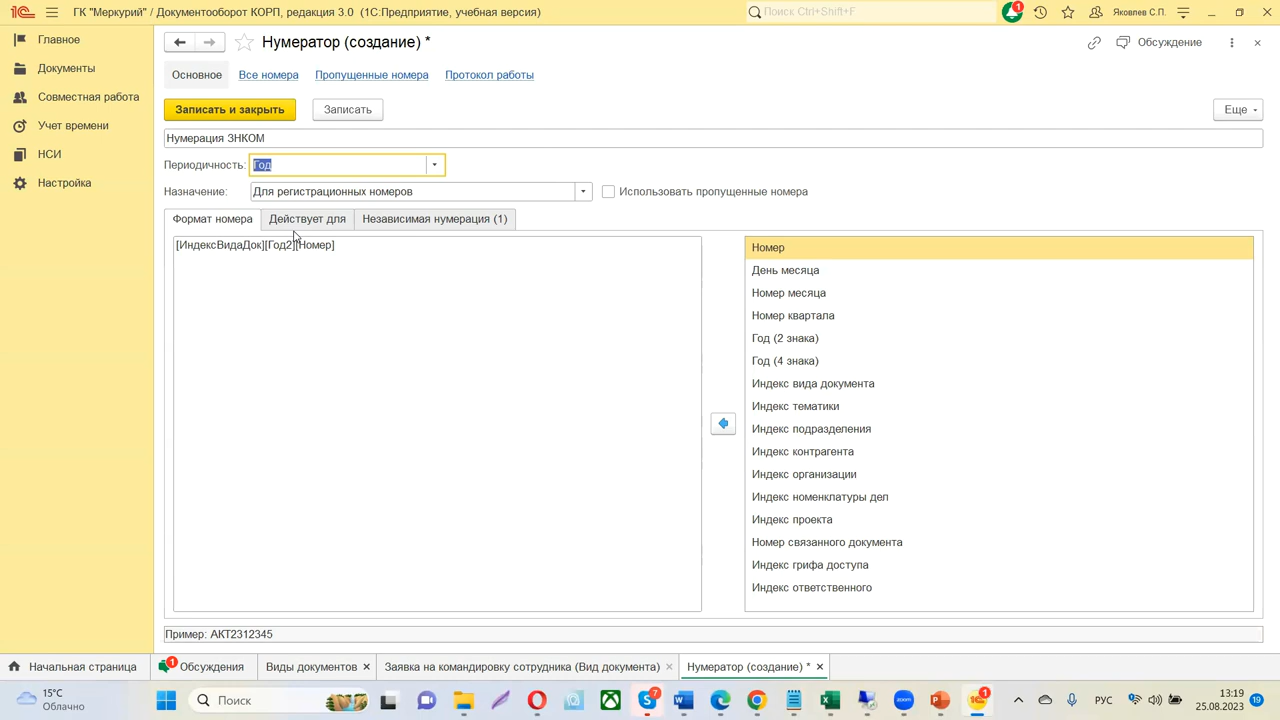 ГК "Меркурий" / Документооборот КОРП, редакция 3.0 (1С:Предприятие, учебная версия)
Поиск Ctrl+Shift+F
1
Яковлев С.П.
Главное
Документы
Совместная работа
Учет времени
НСИ
Настройка
Нумератор (создание) *
Обсуждение
Основное
Все номера
Пропущенные номера
Протокол работы
Записать и закрыть
Записать
Еще
Нумерация ЗНКОМ
Периодичность:
Год
Назначение:
Для регистрационных номеров
Использовать пропущенные номера
Формат номера
Действует для
Независимая нумерация (1)
[ИндексВидаДок][Год2][Номер]
Номер
День месяца
Номер месяца
Номер квартала
Год (2 знака)
Год (4 знака)
Индекс вида документа
Индекс тематики
Индекс подразделения
Индекс контрагента
Индекс организации
Индекс номенклатуры дел
Индекс проекта
Номер связанного документа
Индекс грифа доступа
Индекс ответственного
Пример: АКТ2312345
Начальная страница
1
Обсуждения
Виды документов
Заявка на командировку сотрудника (Вид документа)
Нумератор (создание) *
15°C
Облачно
Поиск
7
1
РУС
13:19
25.08.2023
19